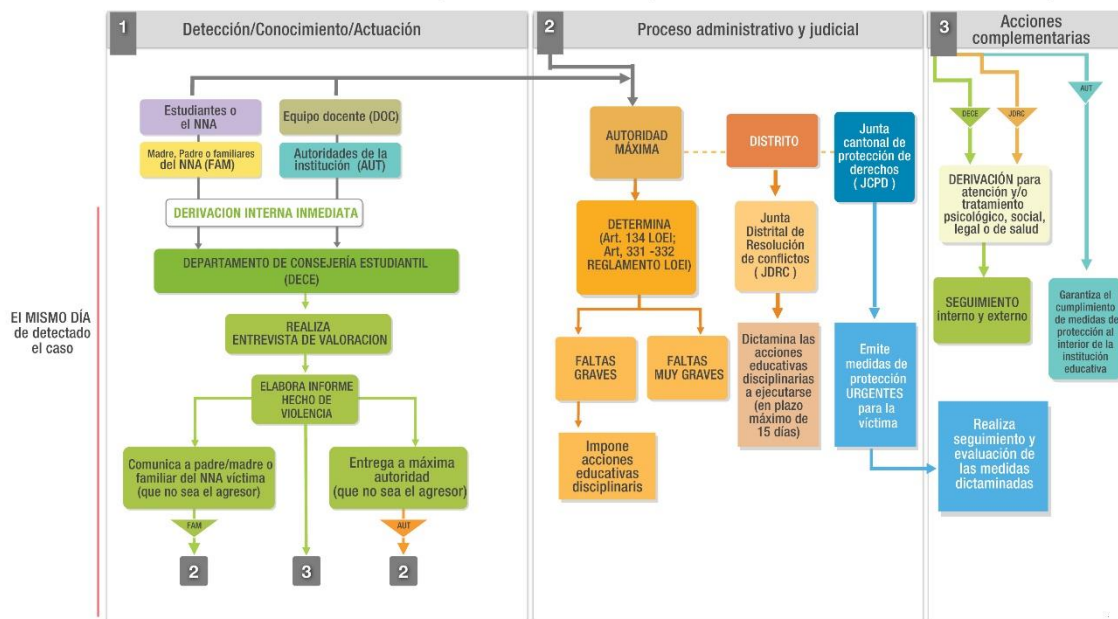 1
Detección/Conocimiento/Actuación
Estudiantes o
el NNA
Equipo docente (DOC)
Madre, Padre o familiares
del NNA (FAM)
Autoridades de la
institución (AUT)
DERIVACION INTERNA INMEDIATA
DEPARTAMENTO DE CONSEJERÍA ESTUDIANTIL
(DECE)
El MISMO DÍA
de detectado
el caso
REALIZA
ENTREVISTA DE VALORACION
ELABORA INFORME
HECHO DE
VIOLENCIA
Comunica a padre/madre o
familiar del NNA víctima
(que no sea el agresor)
Entrega a máxima
autoridad
(que no sea el agresor)
FAM
AUT
2
3
2
2
Proceso administrativo y judicial
AUTORIDAD
MÁXIMA
DISTRITO
Junta
cantonal de
protección de
derechos
( JCPD )
DETERMINA
(Art. 134 LOEI;
Art, 331 -332
REGLAMENTO LOEI)
Junta
Distrital de
Resolución
de conflictos
( JDRC )
FALTAS
GRAVES
FALTAS
MUY GRAVES
Dictamina las
acciones
educativas
disciplinarias
a ejecutarse
(en plazo
máximo de
15 días)
Emite
medidas de
protección
URGENTES
para la
víctima
Impone
acciones
educativas
disciplinaris
3
Acciones
complementarias
DECE
JDRC
AUT
DERIVACIÓN para
atención y/o
tratamiento
psicológico, social,
legal o de salud
SEGUIMIENTO
interno y externo
Garantiza el
cumplimiento
de medidas de
protección al
interior de la
institución
educativa
Realiza
seguimiento y
evaluación de
las medidas
dictaminadas